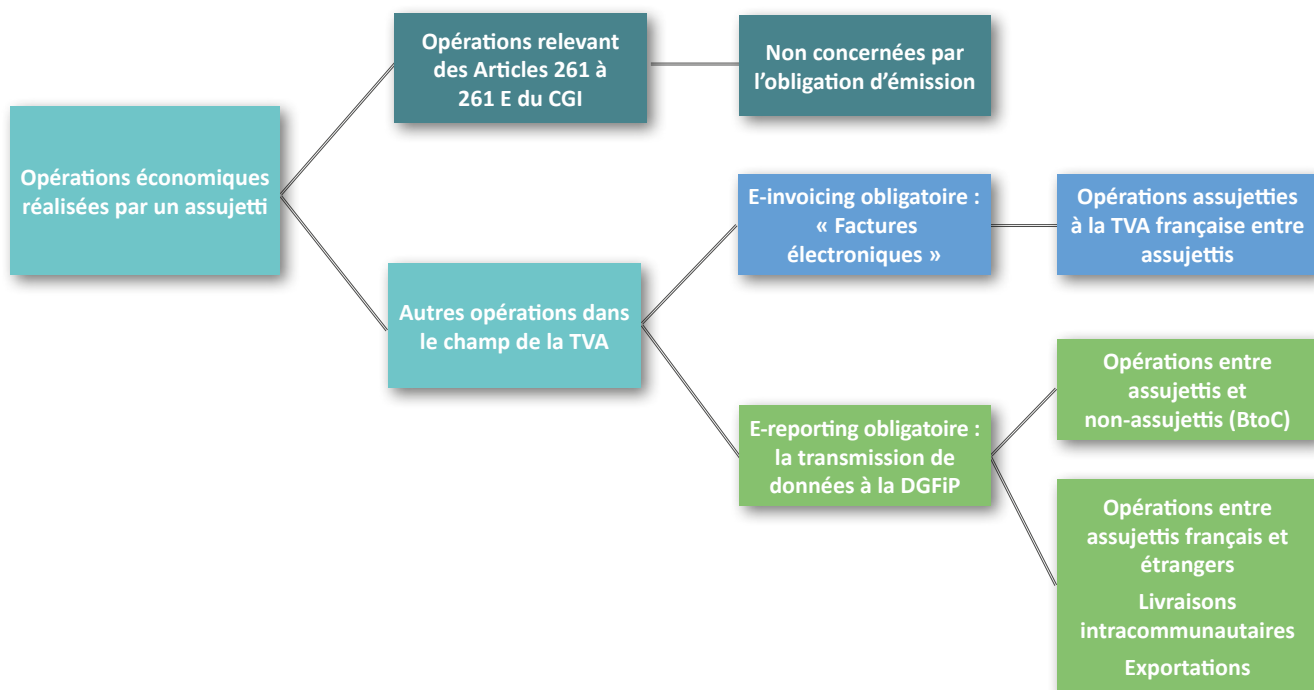 Opérations économiques
réalisées par un assujetti
Opérations relevant
des Articles 261 à
261 E du CGI
Non concernées par
l’obligation d’émission
Autres opérations dans
le champ de la TVA
E-invoicing obligatoire :
« Factures
électroniques »
Opérations assujetties
à la TVA française entre
assujettis
E-reporting obligatoire :
la transmission de
données à la DGFiP
Opérations entre
assujettis et
non-assujettis (BtoC)
Opérations entre
assujettis français et
étrangers
Livraisons
intracommunautaires
Exportations